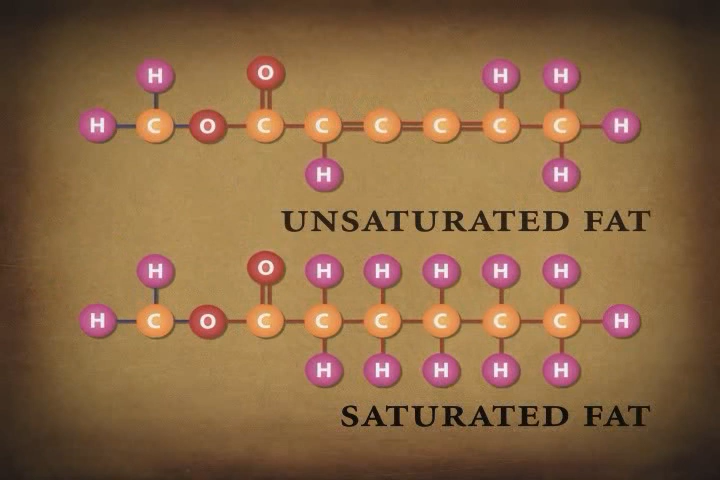 H O H H
H C O C C C C C C H
H H
UNSATURATED FAT
H O H H H H H
H C O C C C C C C H
H H H H H
SATURATED FAT